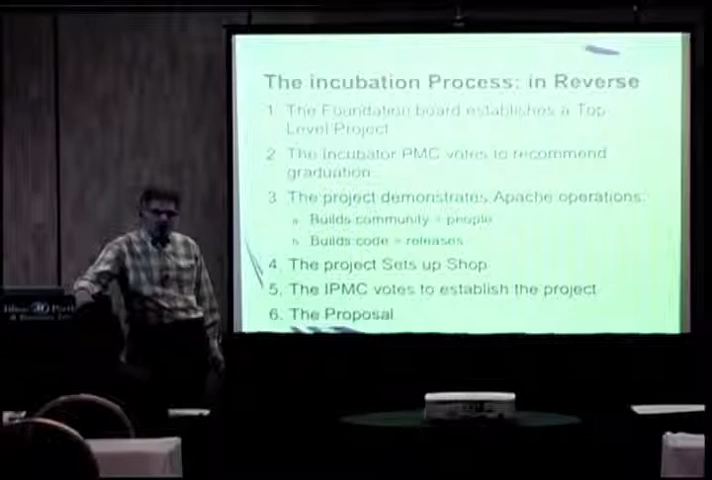 The incubation Process: in Reverse
1. The Foundation board establishes a Top
Level Project
2. The Incubator PMC votes to recommend
graduation.
3. The project demonstrates Apache operations:
a. Builds community = people
b. Builds code = releases
4. The project Sets up Shop
5. The IPMC votes to establish the project
6. The Proposal
Hilton